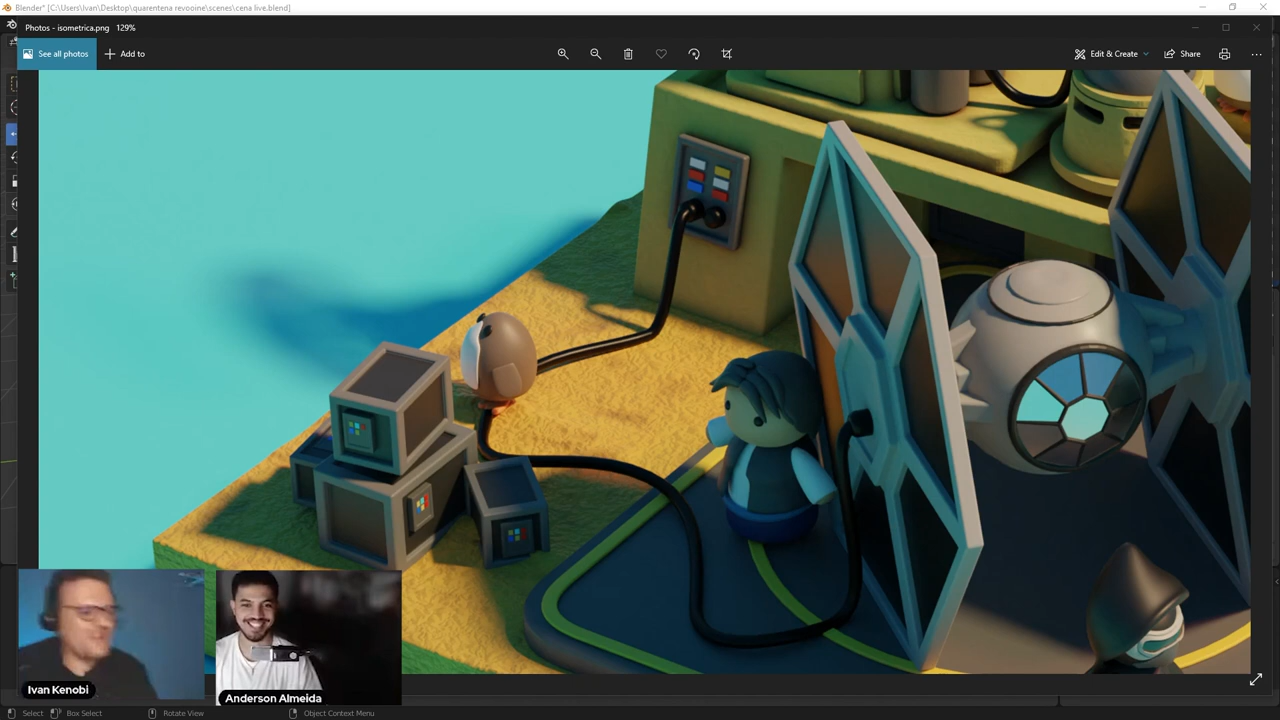 Blender* [C:\Users\Ivan\Desktop\quarentena revooine\scenes\cena live.blend]
Photos - isometrica.png 129%
See all photos
Add to
Edit & Create
Share
Ivan Kenobi
Anderson Almeida
Select
Box Select
Rotate View
Object Context Menu